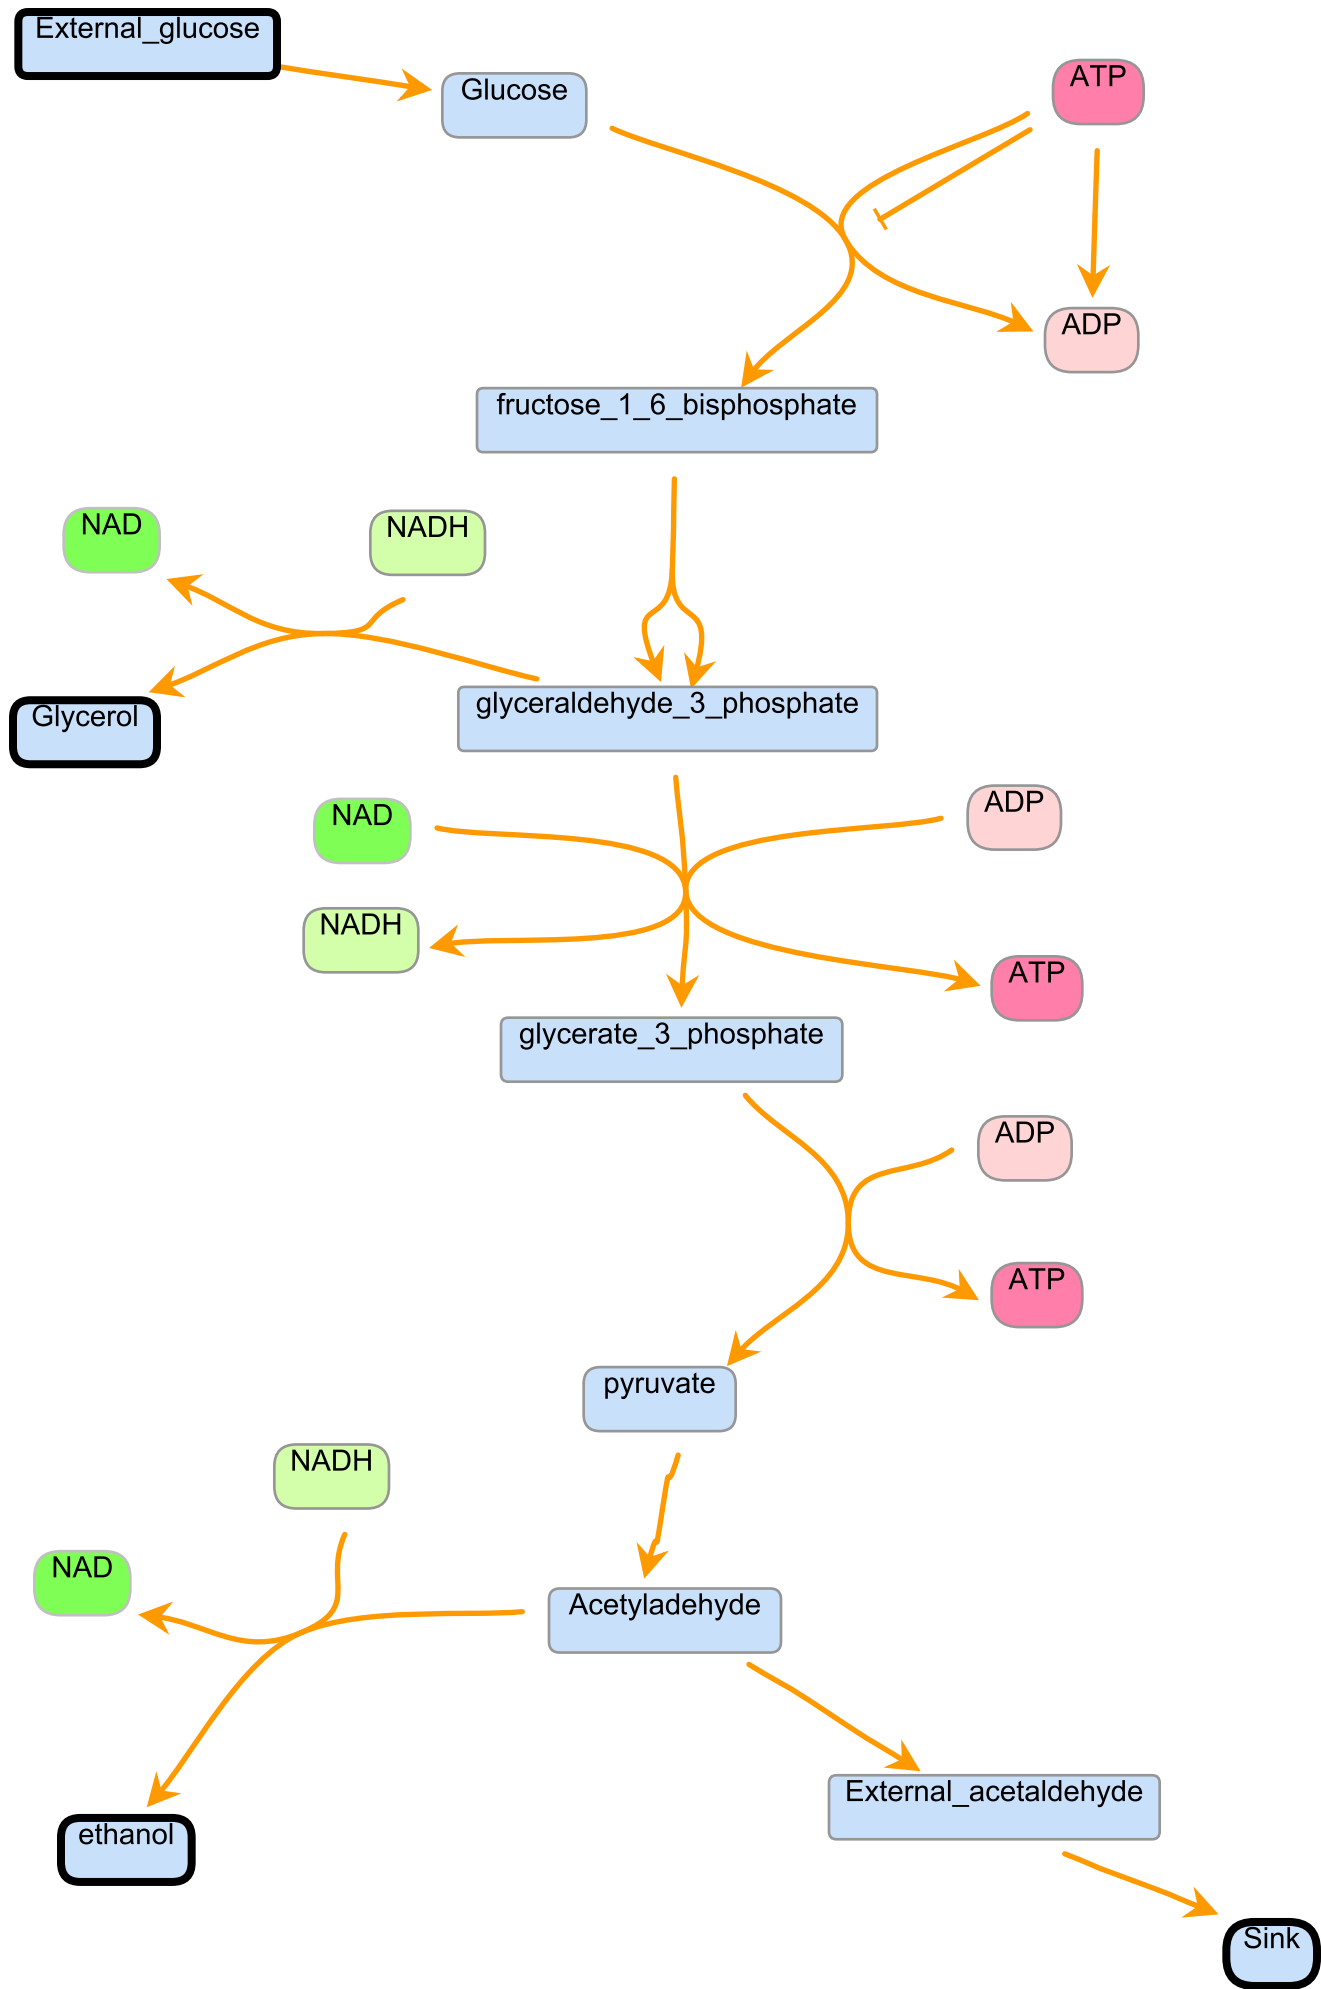 External_glucose
Glucose
ATP
ADP
fructose_1_6_bisphosphate
NAD
NADH
glyceraldehyde_3_phosphate
Glycerol
NAD
ADP
NADH
ATP
glycerate_3_phosphate
ADP
ATP
pyruvate
NADH
NAD
Acetyladehyde
External_acetaldehyde
ethanol
Sink